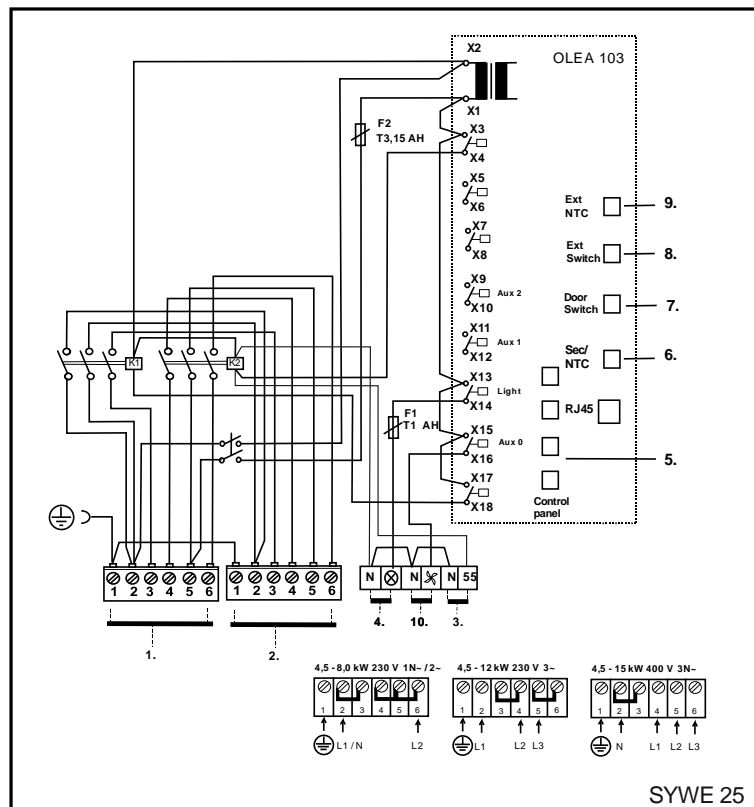 X2
OLEA 103
X1
F2
T3,15 AH
X3
X4
X5
X6
X7
X8
X9
Aux 2
X10
X11
Aux 1
X12
X13
Light
X14
X15
Aux 0
X16
X17
X18
Ext
NTC
9.
Ext
Switch
8.
Door
Switch
7.
Sec/
NTC
6.
RJ45
5.
Control
panel
K1
K2
F1
T1 AH
1 2 3 4 5 6
1 2 3 4 5 6
N N N 55
1.
2.
4.
10.
3.
4,5 - 8,0 kW 230 V 1N~ / 2~
1 2 3 4 5 6
L1 / N L2
4,5 - 12 kW 230 V 3~
1 2 3 4 5 6
L1 L2 L3
4,5 - 15 kW 400 V 3N~
1 2 3 4 5 6
N L1 L2 L3
SYWE 25